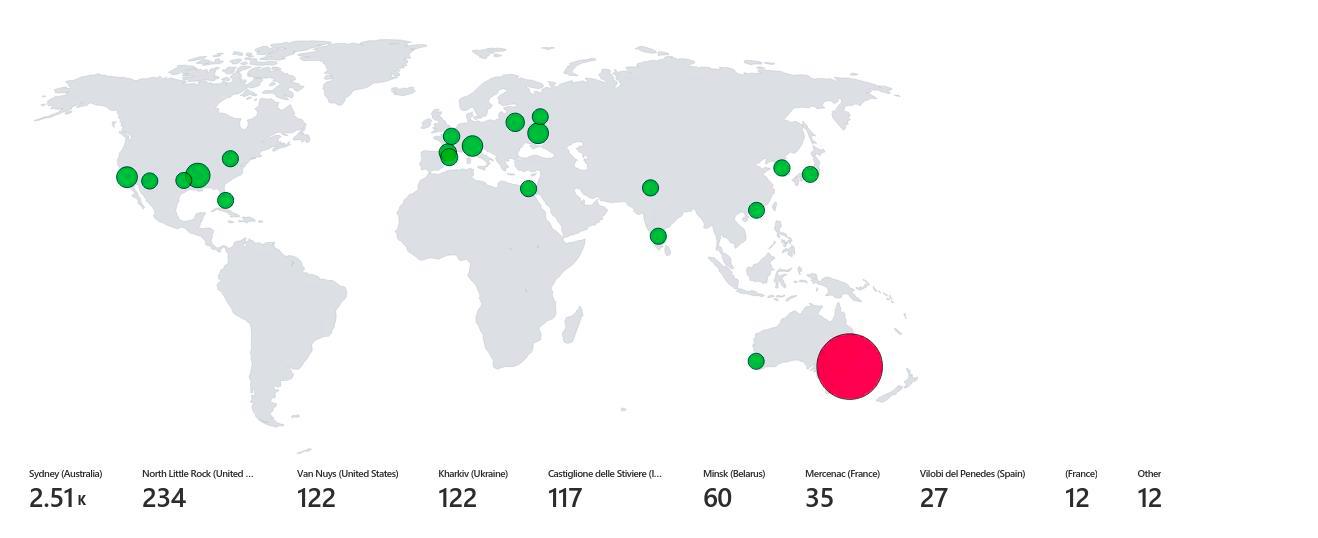 Sydney (Australia) North Little Rock (United ... Van Nuys (United States) Kharkiv (Ukraine) Castiglione delle Stiviere (I... Minsk (Belarus) Mercenac (France) Vilobi del Penedes (Spain) (France) Other
2.51 K 234 122 122 117 60 35 27 12 12